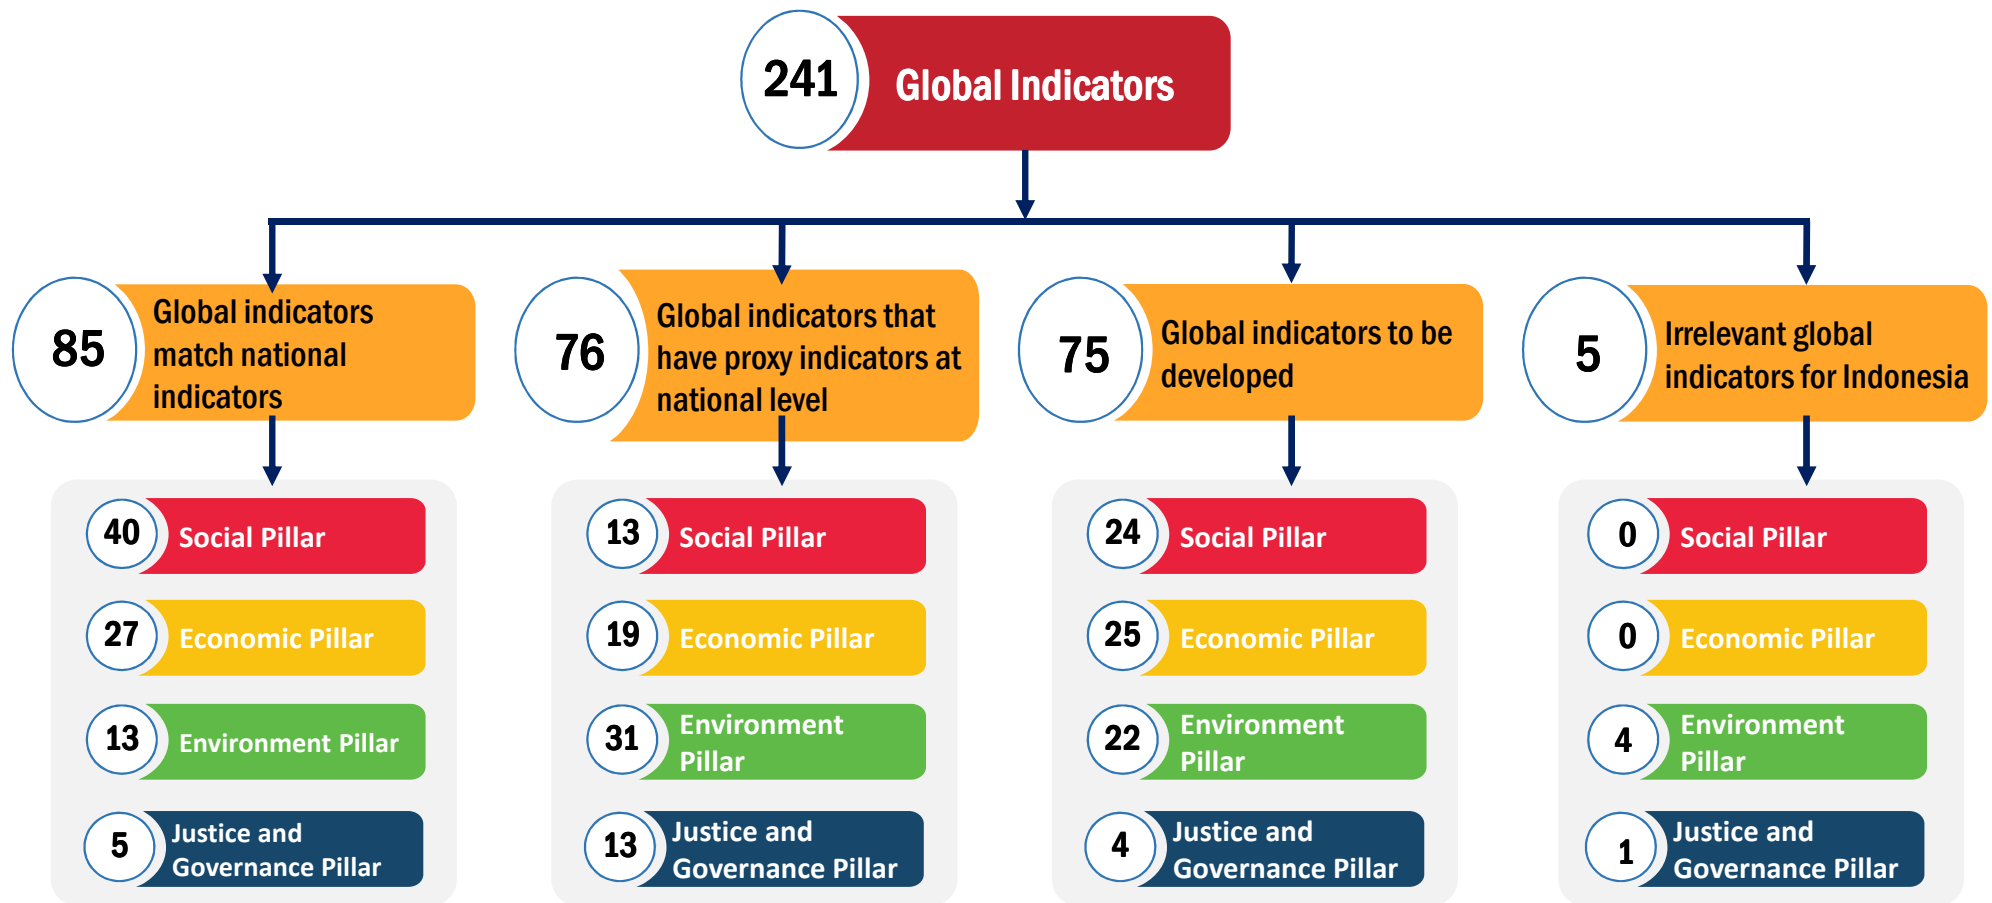 241
Global Indicators
85
Global indicators
match national
indicators
76
Global indicators that
have proxy indicators at
national level
75
Global indicators to be
developed
5
Irrelevant global
indicators for Indonesia
40
Social Pillar
27
Economic Pillar
13
Environment Pillar
5
Justice and
Governance Pillar
13
Social Pillar
19
Economic Pillar
31
Environment
Pillar
13
Justice and
Governance Pillar
24
Social Pillar
25
Economic Pillar
22
Environment
Pillar
4
Justice and
Governance Pillar
0
Social Pillar
0
Economic Pillar
4
Environment
Pillar
1
Justice and
Governance Pillar